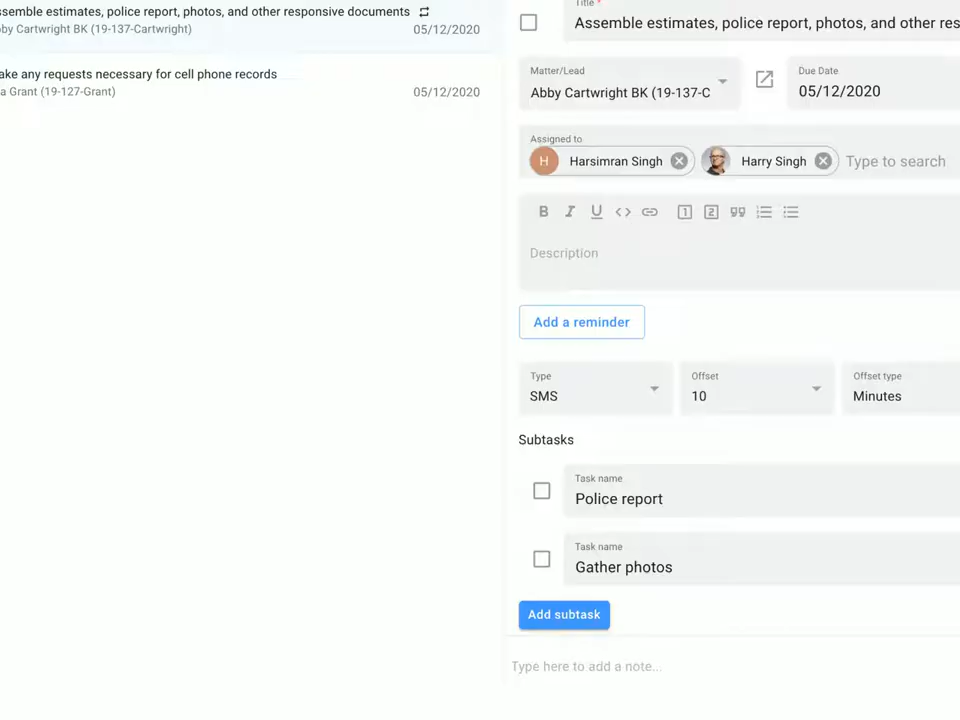 ssemble estimates, police report, photos, and other responsive documents
by Cartwright BK (19-137-Cartwright)
05/12/2020
ake any requests necessary for cell phone records
a Grant (19-127-Grant)
05/12/2020
Title *
Assemble estimates, police report, photos, and other res
Matter/Lead
Abby Cartwright BK (19-137-C
Due Date
05/12/2020
Assigned to
H
Harsimran Singh
Harry Singh
Type to search
B I U <> 1 2
Description
Add a reminder
Type
SMS
Offset
10
Offset type
Minutes
Subtasks
Task name
Police report
Task name
Gather photos
Add subtask
Type here to add a note...